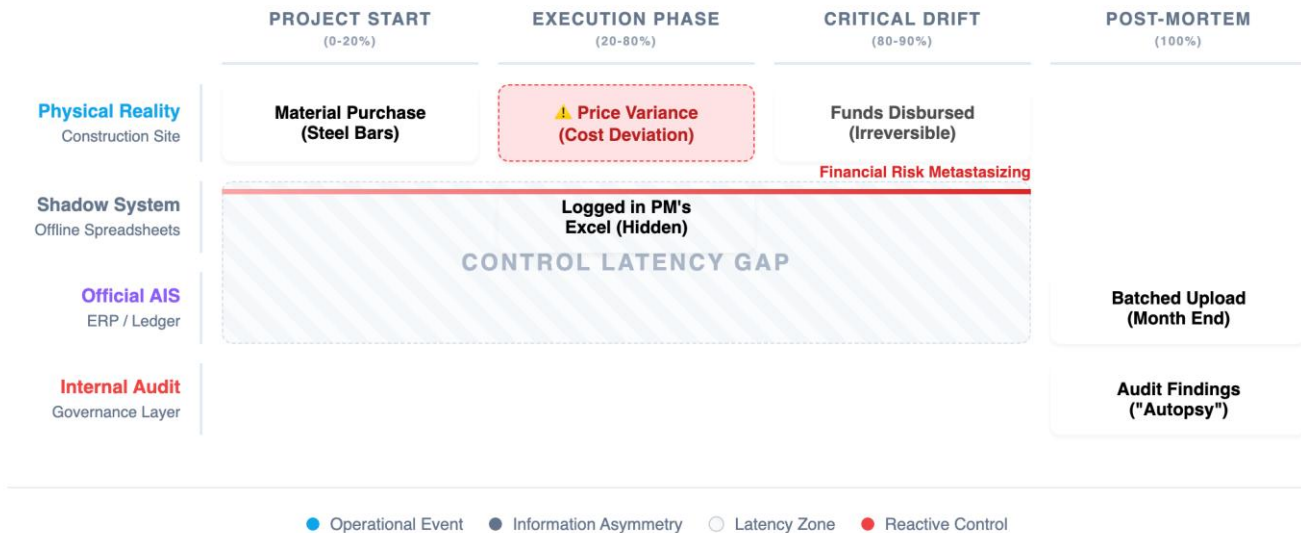 PROJECT START
(0-20%)
EXECUTION PHASE
(20-80%)
CRITICAL DRIFT
(80-90%)
POST-MORTEM
(100%)
Physical Reality
Construction Site
Material Purchase
(Steel Bars)
⚠️ Price Variance
(Cost Deviation)
Funds Disbursed
(Irreversible)
Financial Risk Metastasizing
Shadow System
Offline Spreadsheets
Logged in PM's
Excel (Hidden)
CONTROL LATENCY GAP
Official AIS
ERP / Ledger
Batched Upload
(Month End)
Internal Audit
Governance Layer
Audit Findings
("Autopsy")
Operational Event
Information Asymmetry
Latency Zone
Reactive Control